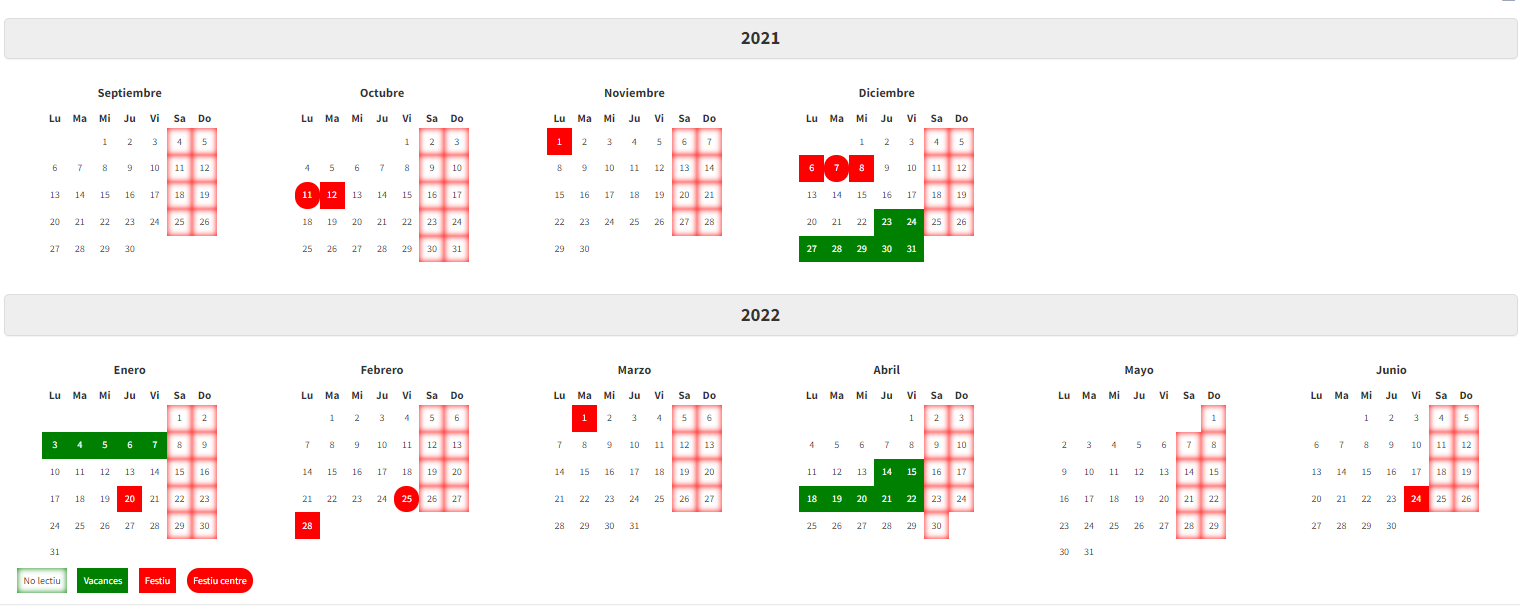 2021
Septiembre Octubre Noviembre Diciembre
Lu Ma Mi Ju Vi Sa Do Lu Ma Mi Ju Vi Sa Do Lu Ma Mi Ju Vi Sa Do Lu Ma Mi Ju Vi Sa Do
1 2 3 4 5 1 2 3 1 2 3 4 5 6 7 1 2 3 4 5
6 7 8 9 10 11 12 4 5 6 7 8 9 10 8 9 10 11 12 13 14 6 7 8 9 10 11 12
13 14 15 16 17 18 19 11 12 13 14 15 16 17 15 16 17 18 19 20 21 13 14 15 16 17 18 19
20 21 22 23 24 25 26 18 19 20 21 22 23 24 22 23 24 25 26 27 28 20 21 22 23 24 25 26
27 28 29 30 25 26 27 28 29 30 31 29 30 27 28 29 30 31
2022
Enero Febrero Marzo Abril Mayo Junio
Lu Ma Mi Ju Vi Sa Do Lu Ma Mi Ju Vi Sa Do Lu Ma Mi Ju Vi Sa Do Lu Ma Mi Ju Vi Sa Do Lu Ma Mi Ju Vi Sa Do Lu Ma Mi Ju Vi Sa Do
1 2 1 2 3 4 5 6 1 2 3 4 5 6 1 2 3 1 1 2 3 4 5
3 4 5 6 7 8 9 7 8 9 10 11 12 13 7 8 9 10 11 12 13 4 5 6 7 8 9 10 2 3 4 5 6 7 8 6 7 8 9 10 11 12
10 11 12 13 14 15 16 14 15 16 17 18 19 20 14 15 16 17 18 19 20 11 12 13 14 15 16 17 9 10 11 12 13 14 15 13 14 15 16 17 18 19
17 18 19 20 21 22 23 21 22 23 24 25 26 27 21 22 23 24 25 26 27 18 19 20 21 22 23 24 16 17 18 19 20 21 22 20 21 22 23 24 25 26
24 25 26 27 28 29 30 28 28 29 30 31 25 26 27 28 29 30 23 24 25 26 27 28 29 27 28 29 30
31 30 31
No lectiu Vacances Festiu Festiu centre